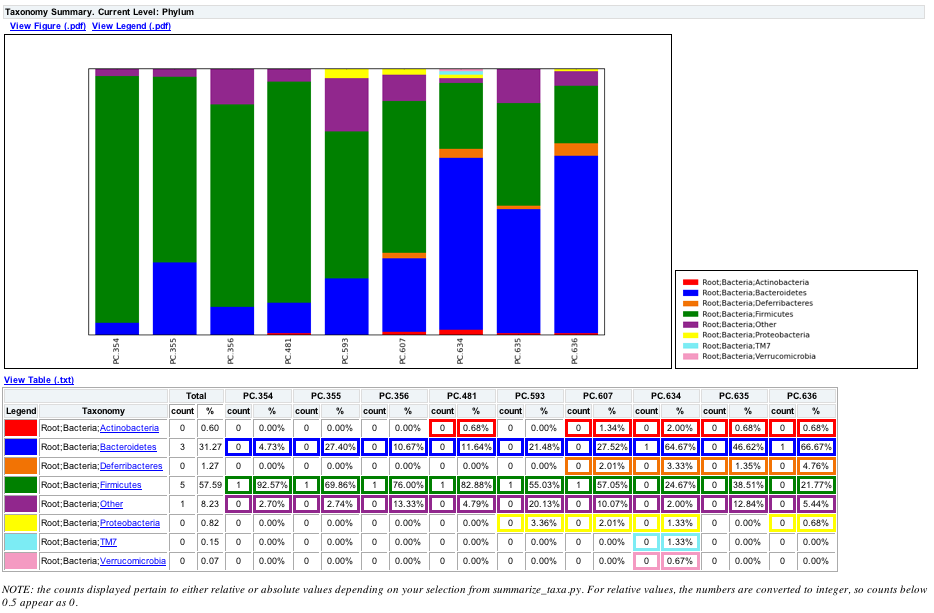 Taxonomy Summary. Current Level: Phylum
View Figure (.pdf) View Legend (.pdf)
PC.354 PC.355 PC.356 PC.481 PC.593 PC.607 PC.634 PC.635 PC.636
Root;Bacteria;Actinobacteria
Root;Bacteria;Bacteroidetes
Root;Bacteria;Deferribacteres
Root;Bacteria;Firmicutes
Root;Bacteria;Other
Root;Bacteria;Proteobacteria
Root;Bacteria;TM7
Root;Bacteria;Verrucomicrobia
View Table (.txt)
Total PC.354 PC.355 PC.356 PC.481 PC.593 PC.607 PC.634 PC.635 PC.636
Legend Taxonomy count % count % count % count % count % count % count % count % count % count %
Root;Bacteria;Actinobacteria 0 0.60 0 0.00% 0 0.00% 0 0.00% 0 0.68% 0 0.00% 0 1.34% 0 2.00% 0 0.68% 0 0.68%
Root;Bacteria;Bacteroidetes 3 31.27 0 4.73% 0 27.40% 0 10.67% 0 11.64% 0 21.48% 0 27.52% 1 64.67% 0 46.62% 1 66.67%
Root;Bacteria;Deferribacteres 0 1.27 0 0.00% 0 0.00% 0 0.00% 0 0.00% 0 0.00% 0 2.01% 0 3.33% 0 1.35% 0 4.76%
Root;Bacteria;Firmicutes 5 57.59 1 92.57% 1 69.86% 1 76.00% 1 82.88% 1 55.03% 1 57.05% 0 24.67% 0 38.51% 0 21.77%
Root;Bacteria;Other 1 8.23 0 2.70% 0 2.74% 0 13.33% 0 4.79% 0 20.13% 0 10.07% 0 2.00% 0 12.84% 0 5.44%
Root;Bacteria;Proteobacteria 0 0.82 0 0.00% 0 0.00% 0 0.00% 0 0.00% 0 3.36% 0 2.01% 0 1.33% 0 0.00% 0 0.68%
Root;Bacteria;TM7 0 0.15 0 0.00% 0 0.00% 0 0.00% 0 0.00% 0 0.00% 0 0.00% 0 1.33% 0 0.00% 0 0.00%
Root;Bacteria;Verrucomicrobia 0 0.07 0 0.00% 0 0.00% 0 0.00% 0 0.00% 0 0.00% 0 0.00% 0 0.67% 0 0.00% 0 0.00%
NOTE: the counts displayed pertain to either relative or absolute values depending on your selection from summarize_taxa.py. For relative values, the numbers are converted to integer, so counts below
0.5 appear as 0.